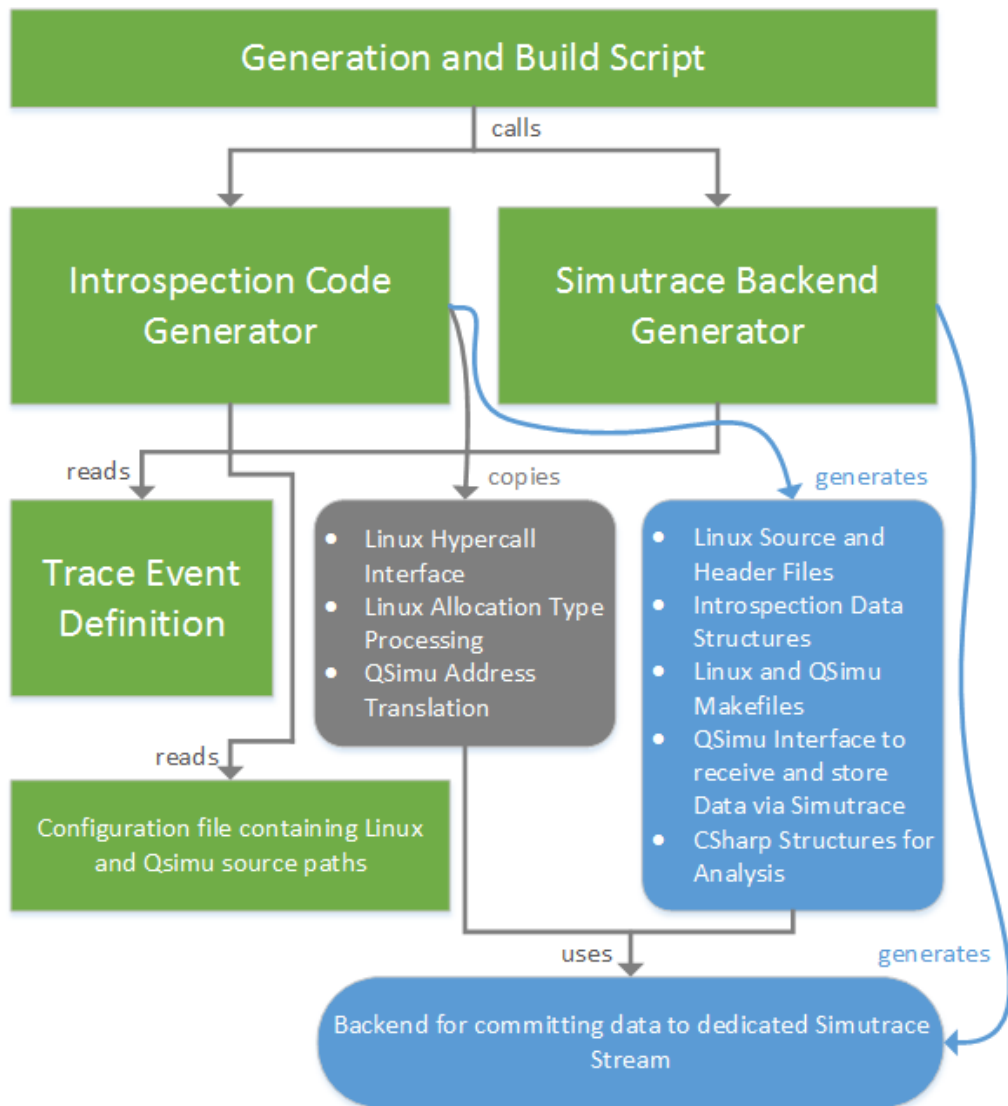 Generation and Build Script
calls
Introspection Code
Generator
Simutrace Backend
Generator
reads
copies
generates
Trace Event
Definition
• Linux Hypercall
Interface
• Linux Allocation Type
Processing
• QSimu Address
Translation
• Linux Source and
Header Files
• Introspection Data
Structures
• Linux and QSimu
Makefiles
• QSimu Interface to
receive and store
Data via Simutrace
• CSharp Structures for
Analysis
reads
Configuration file containing Linux
and Qsimu source paths
uses
generates
Backend for committing data to dedicated Simutrace
Stream